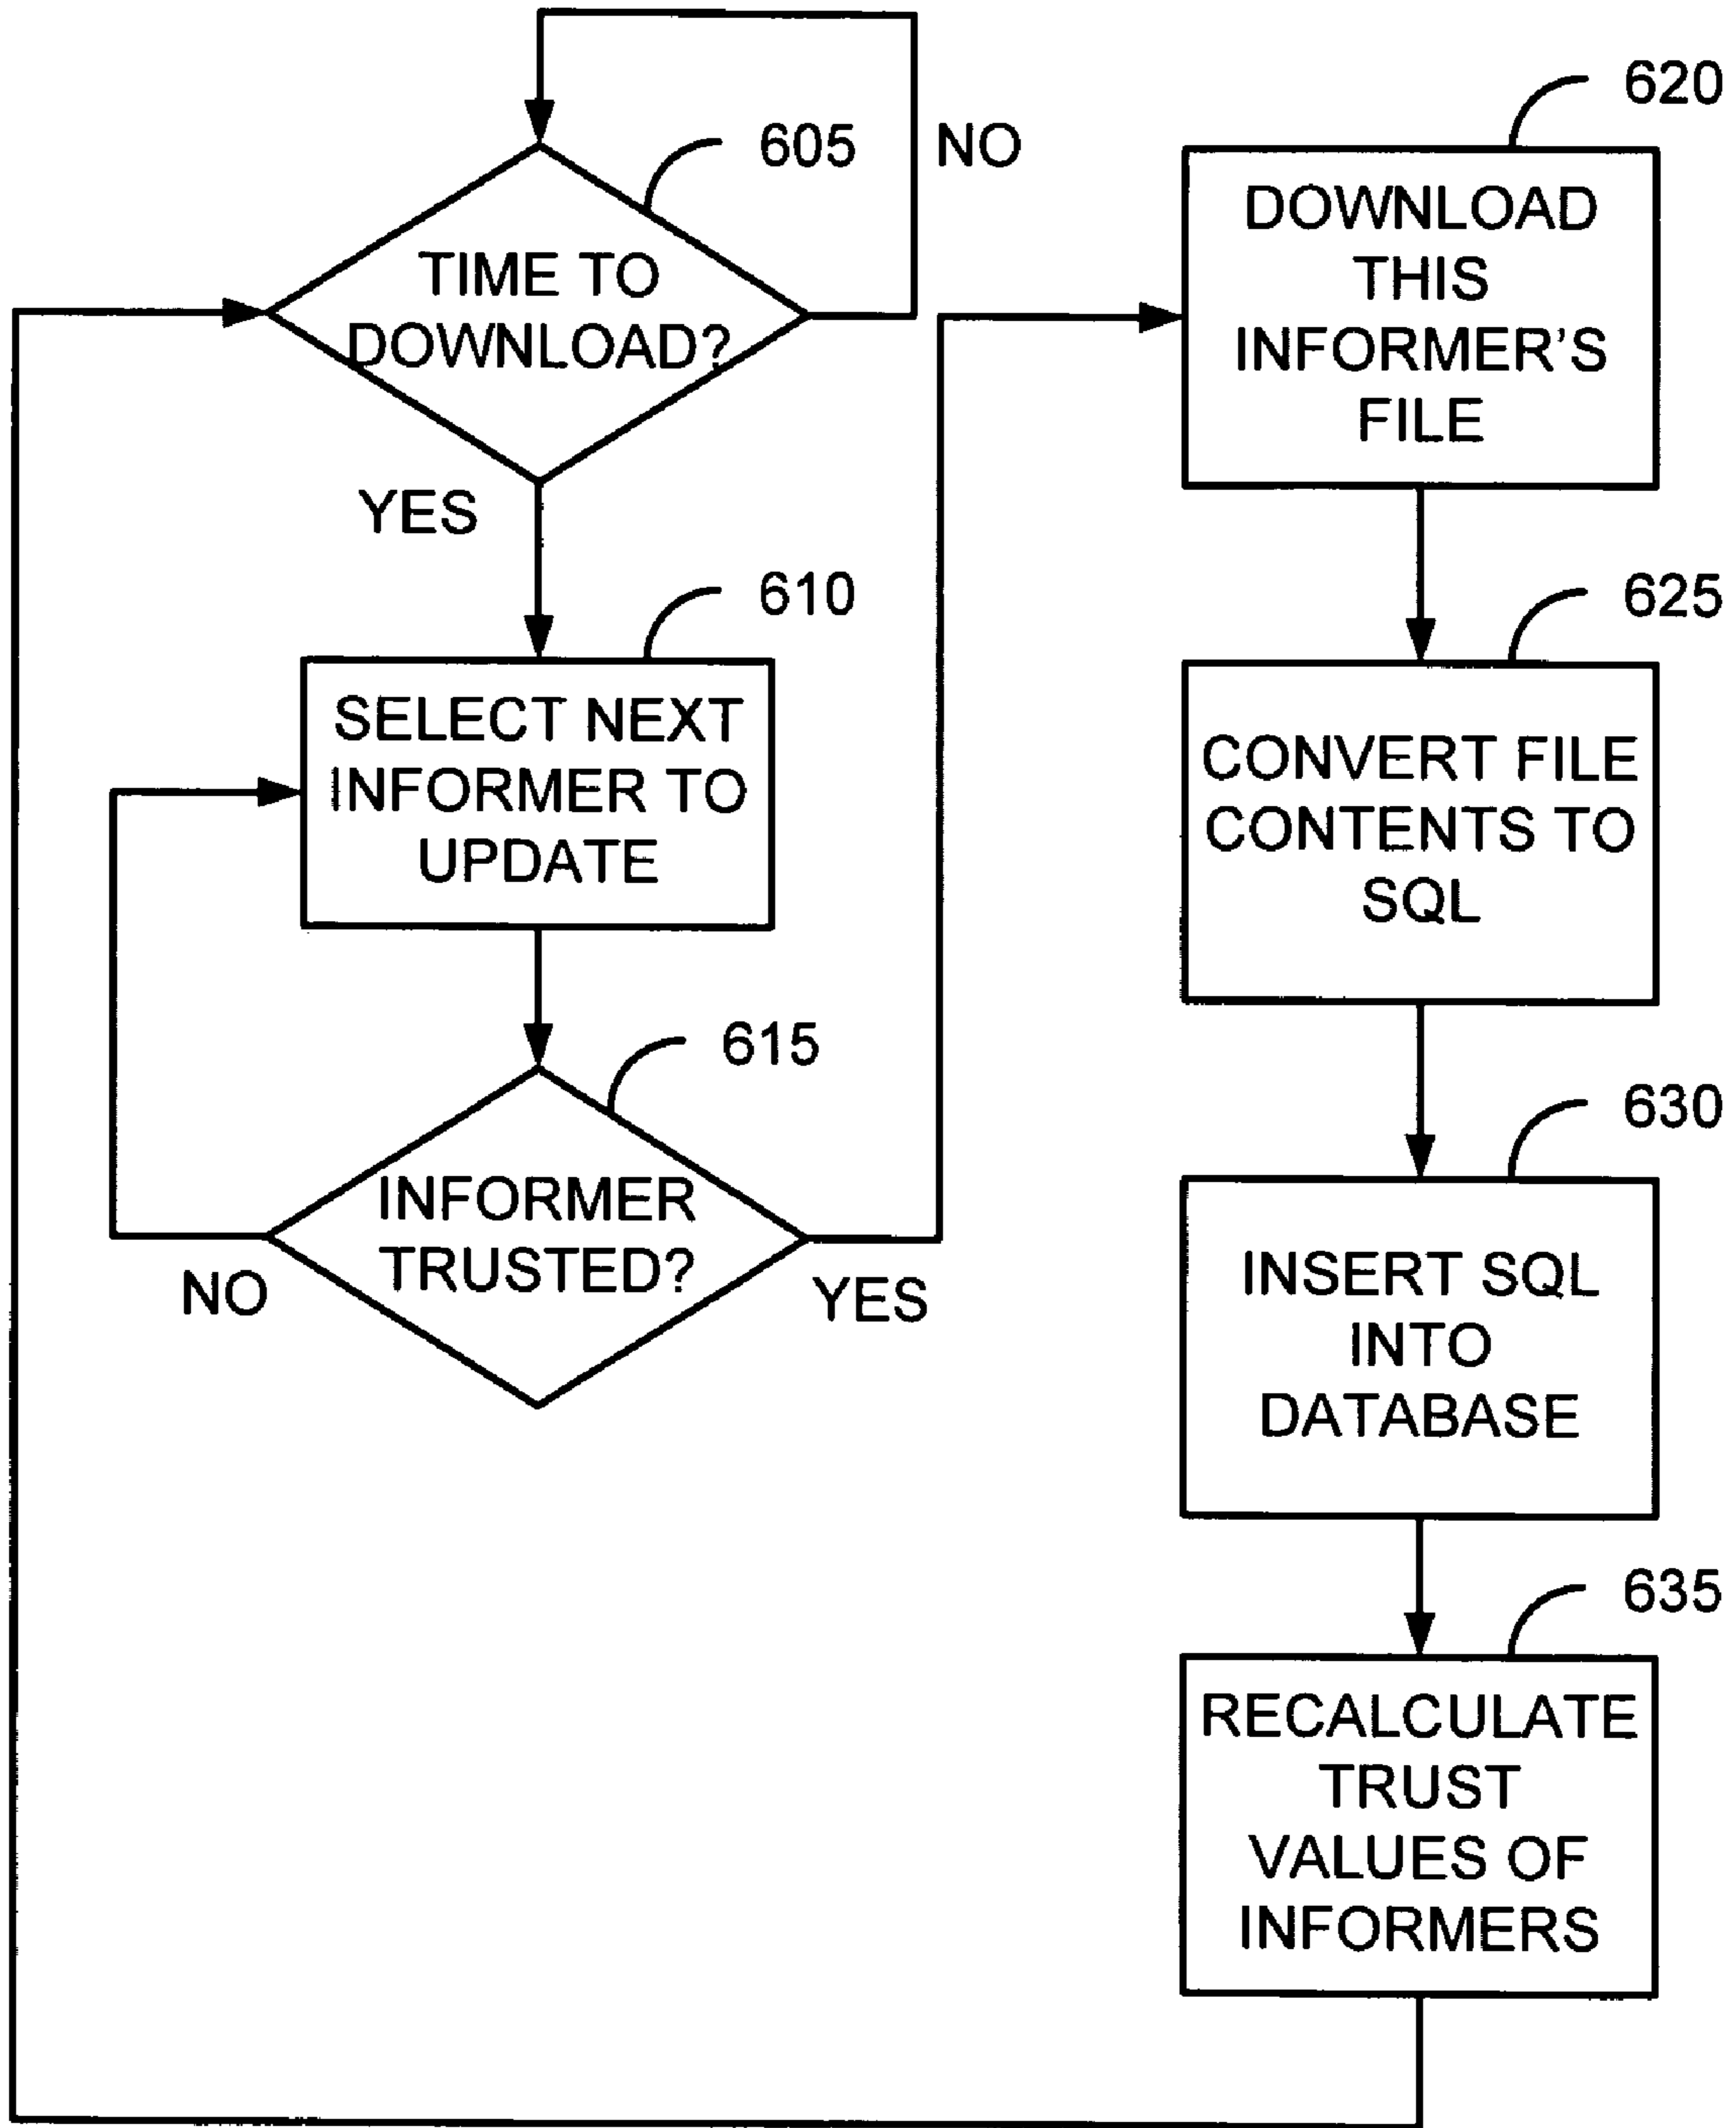 605
NO
TIME TO
DOWNLOAD?
YES
610
SELECT NEXT
INFORMER TO
UPDATE
615
INFORMER
TRUSTED?
NO
YES
620
DOWNLOAD
THIS
INFORMER'S
FILE
625
CONVERT FILE
CONTENTS TO
SQL
630
INSERT SQL
INTO
DATABASE
635
RECALCULATE
TRUST
VALUES OF
INFORMERS